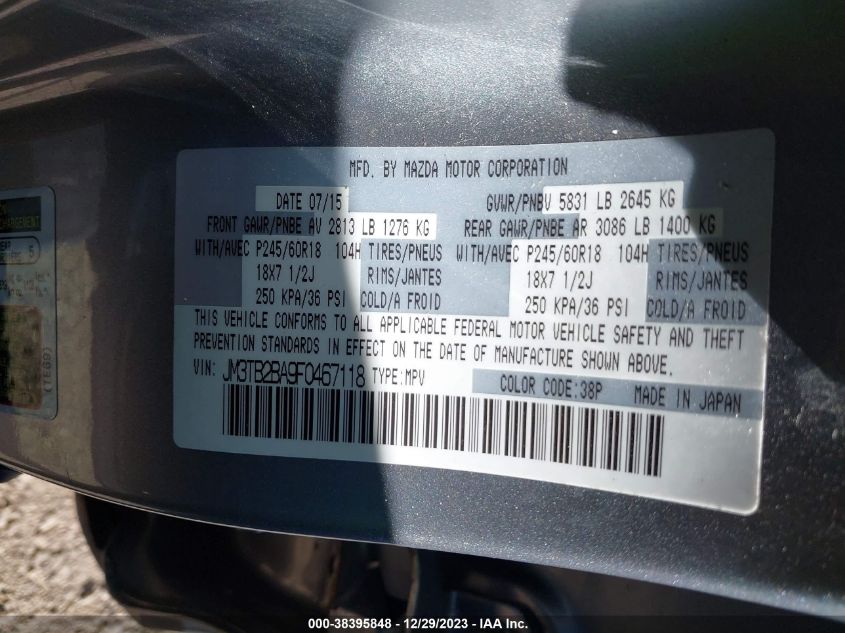 MFD. BY MAZDA MOTOR CORPORATION
DATE 07/15 GVWR/PNBV 5831 LB 2645 KG
FRONT GAWR/PNBE AV 2813 LB 1276 KG REAR GAWR/PNBE AR 3086 LB 1400 KG
WITH/AVEC P245/60R18 104H TIRES/PNEUS WITH/AVEC P245/60R18 104H TIRES/PNEUS
18X7 1/2J RIMS/JANTES 18X7 1/2J RIMS/JANTES
250 KPA/36 PSI COLD/A FROID 250 KPA/36 PSI COLD/A FROID
THIS VEHICLE CONFORMS TO ALL APPLICABLE FEDERAL MOTOR VEHICLE SAFETY AND THEFT
PREVENTION STANDARDS IN EFFECT ON THE DATE OF MANUFACTURE SHOWN ABOVE.
VIN: JM3TB2BA9F0467118 TYPE:MPV
COLOR CODE:38P MADE IN JAPAN
(TE69)
000-38395848 - 12/29/2023 - IAA Inc.